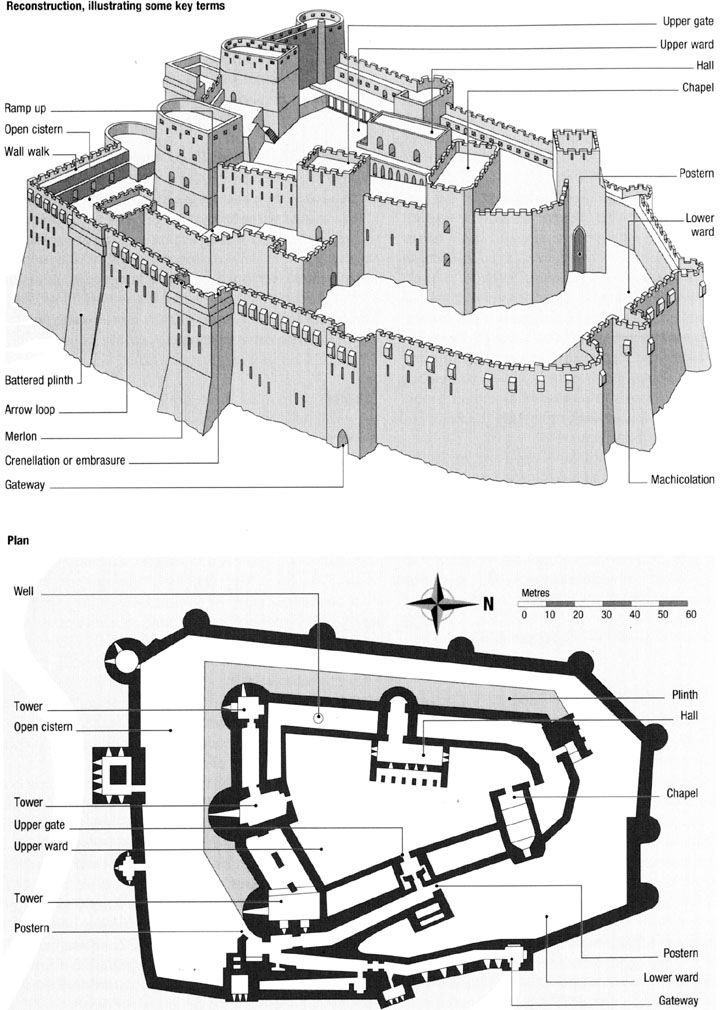 Reconstruction, illustrating some key terms
Upper gate
Upper ward
Hall
Chapel
Ramp up
Open cistern
Wall walk
Postern
Lower
ward
Battered plinth
Arrow loop
Merlon
Crenellation or embrasure
Gateway
Machicolation
Plan
Well
N
Metres
0 10 20 30 40 50 60
Tower
Open cistern
Plinth
Hall
Tower
Upper gate
Upper ward
Chapel
Tower
Postern
Postern
Lower ward
Gateway